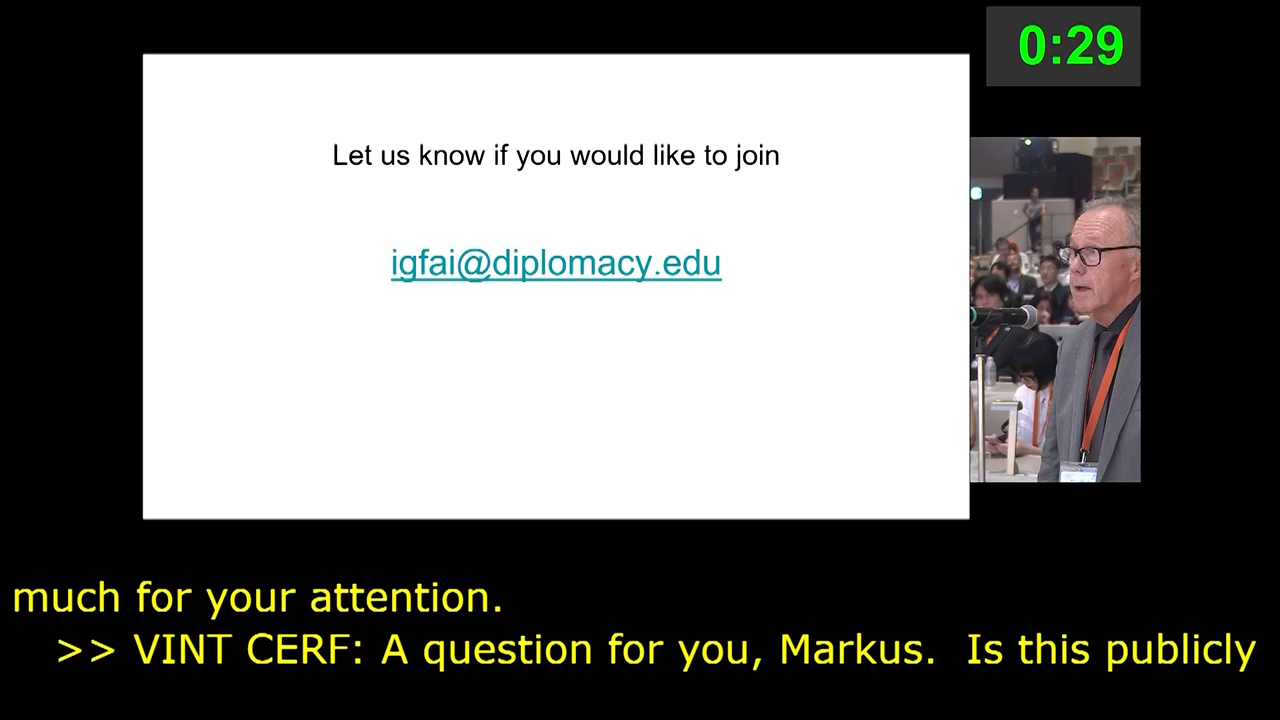 0:29
Let us know if you would like to join
igfai@diplomacy.edu
much for your attention.
>> VINT CERF: A question for you, Markus. Is this publicly